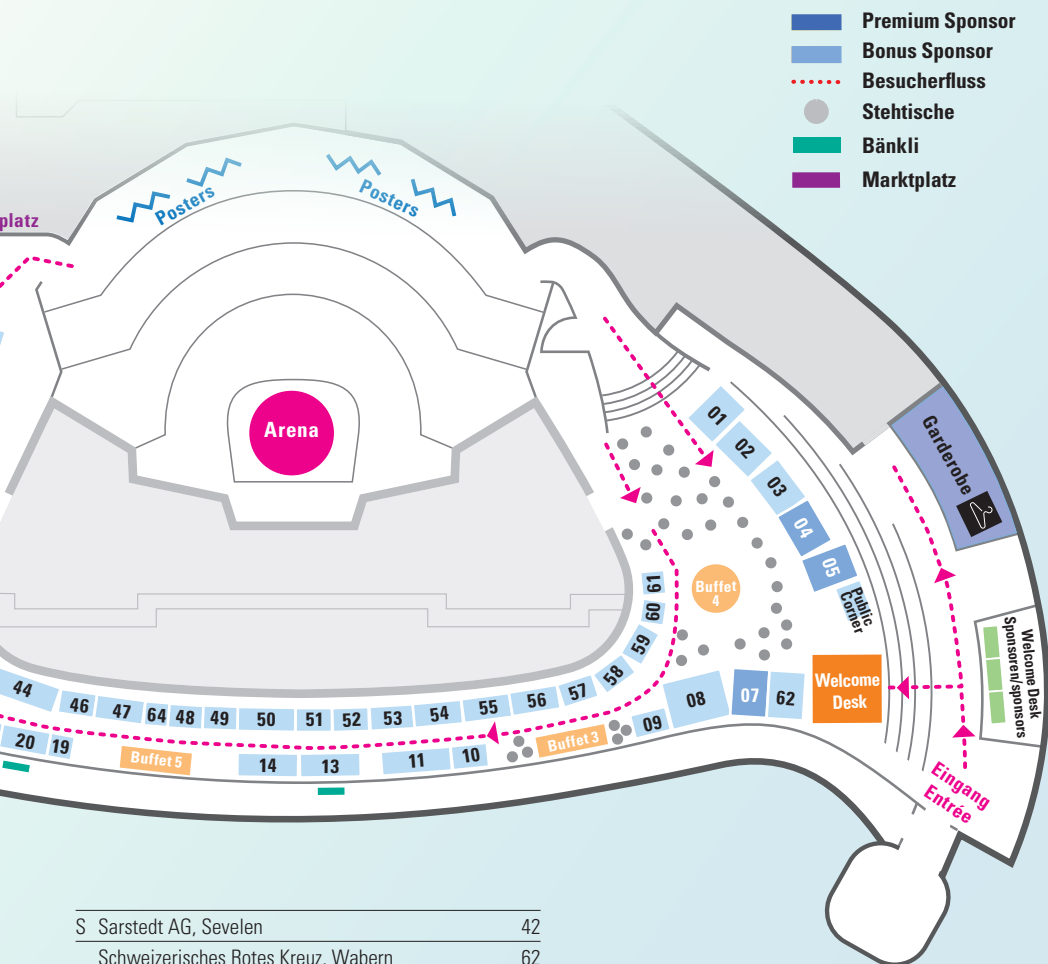 Premium Sponsor
Bonus Sponsor
Besucherfluss
Stehtische
Bänkli
Marktplatz
Posters
Posters
platz
Arena
Garderobe
01
02
03
04
05
Public
Corner
Buffet
4
61
60
59
58
57
56
55
54
53
52
51
50
49
48
64
47
46
44
Welcome Desk
Sponsoren/sponsors
Welcome
Desk
62
07
08
09
Buffet 3
10
11
13
14
Buffet 5
19
20
Eingang
Entrée
S Sarstedt AG, Sevelen 42
Schweizerisches Rotes Kreuz, Wabern 62